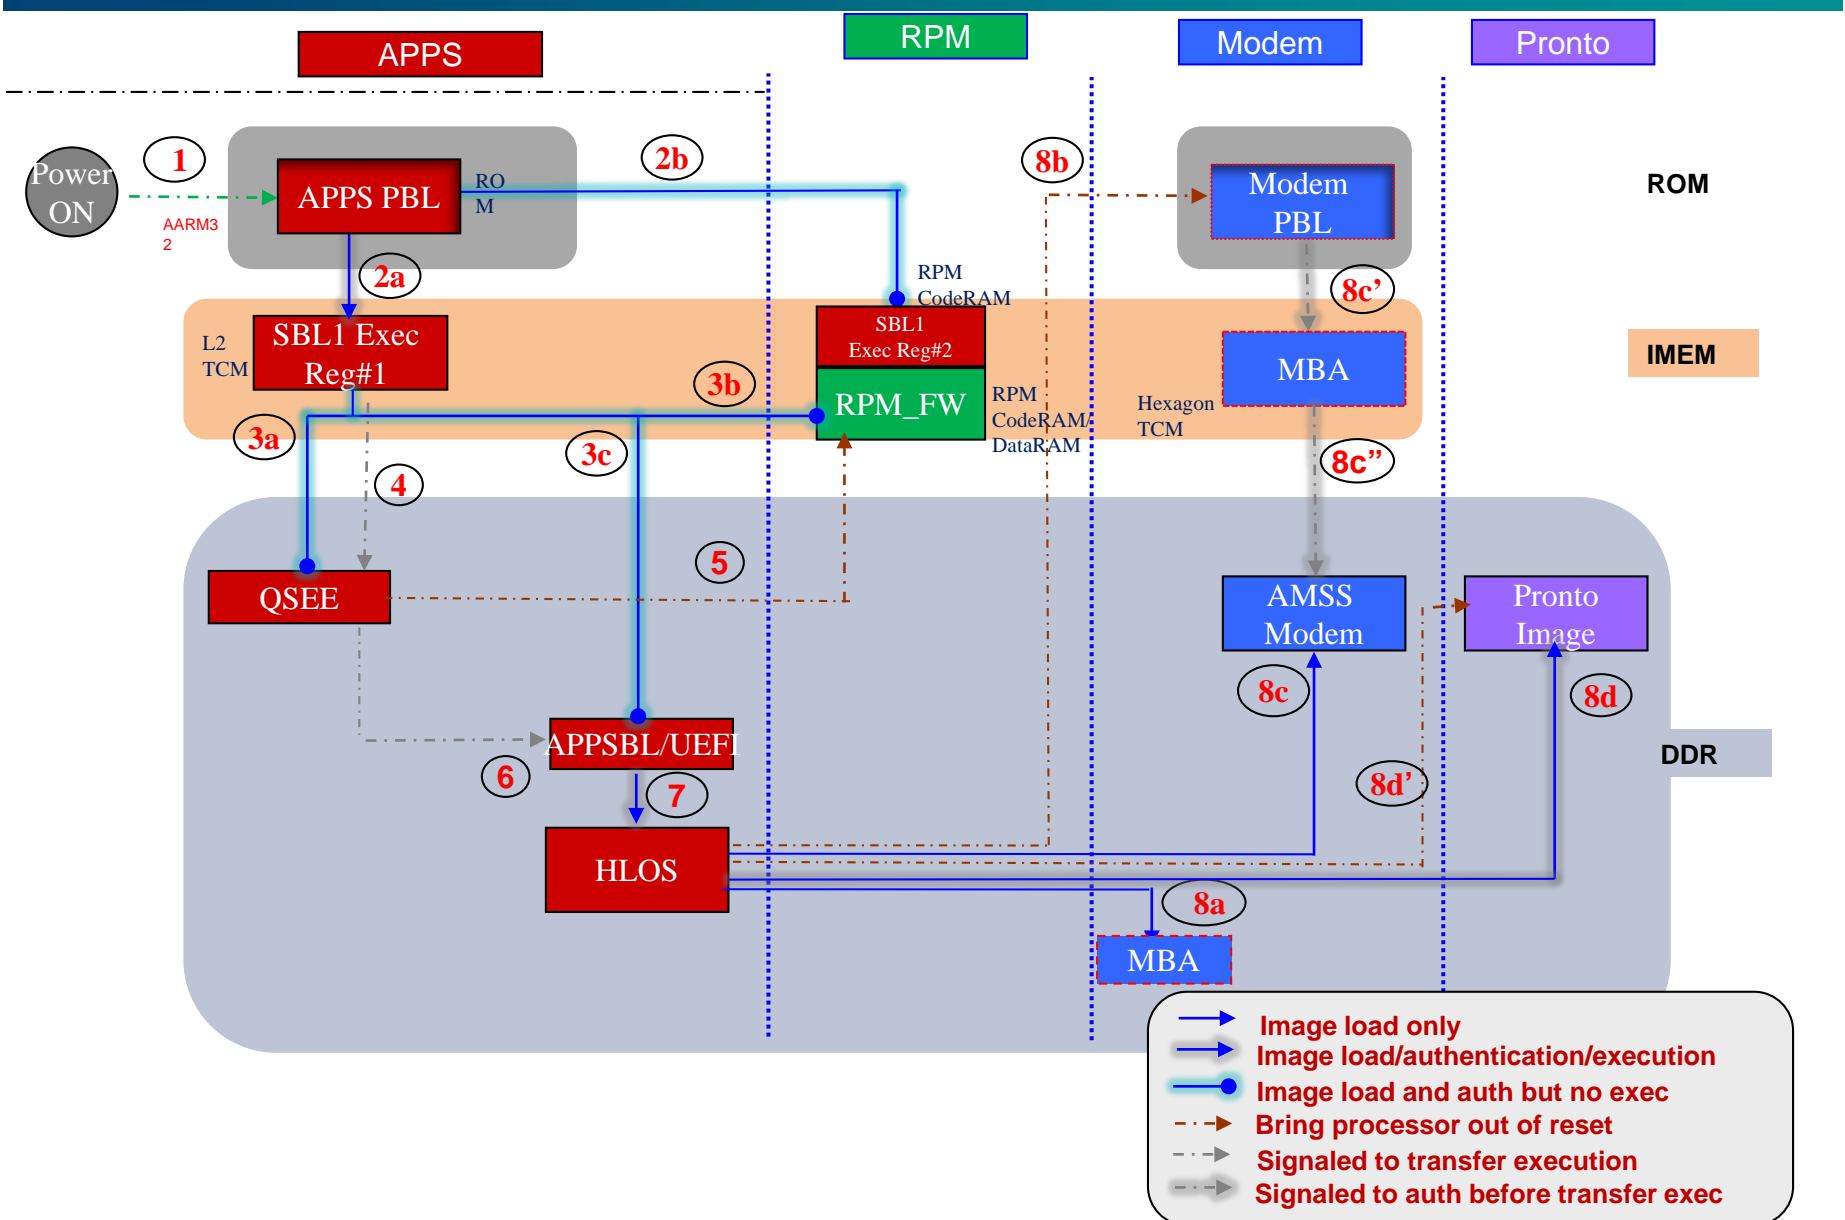 APPS
RPM
Modem
Pronto
Power
ON
1
AARM3
2
APPS PBL
RO
M
2b
8b
Modem
PBL
ROM
2a
RPM
CodeRAM
8c’
L2
TCM
SBL1 Exec
Reg#1
SBL1
Exec Reg#2
MBA
IMEM
3b
RPM_FW
RPM
CodeRAM/
DataRAM
Hexagon
TCM
3a
3c
8c”
4
5
QSEE
AMSS
Modem
Pronto
Image
8c
8d
APPSBL/UEFI
DDR
6
7
8d’
HLOS
8a
MBA
Image load only
Image load/authentication/execution
Image load and auth but no exec
Bring processor out of reset
Signaled to transfer execution
Signaled to auth before transfer exec